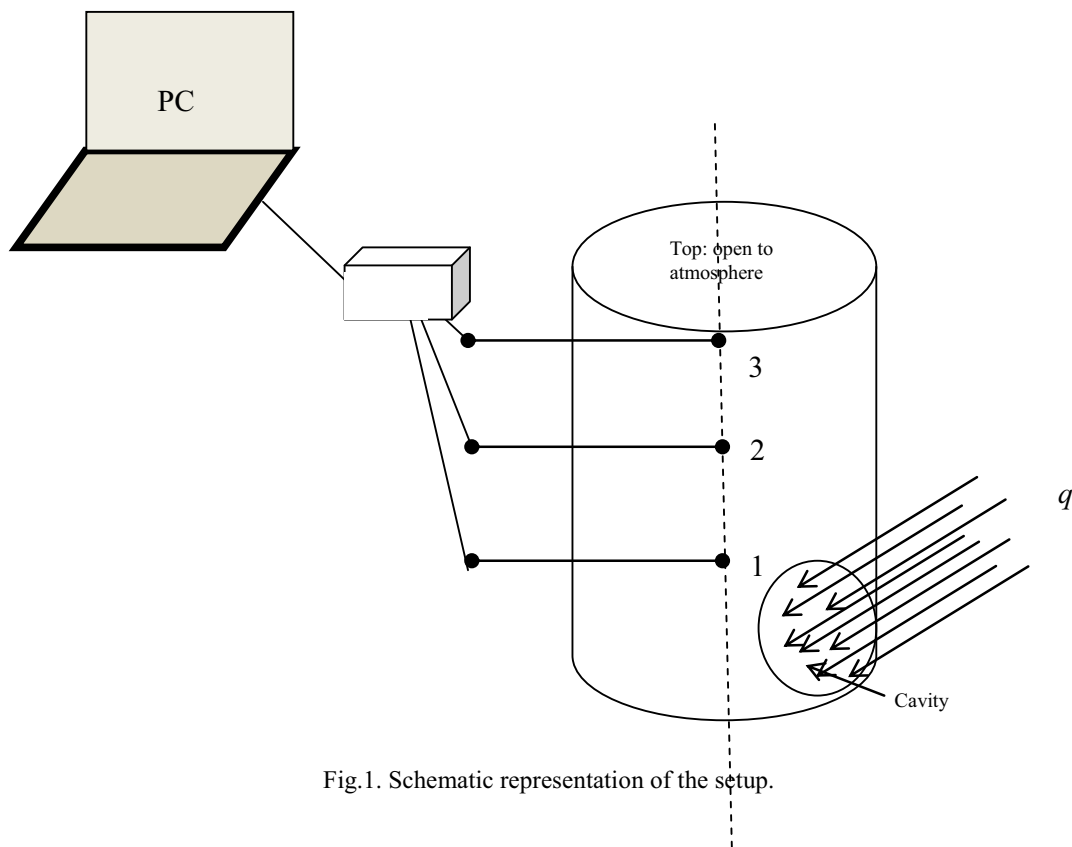 PC
Top: open to
atmosphere
3
2
1
q
Cavity
Fig.1. Schematic representation of the setup.